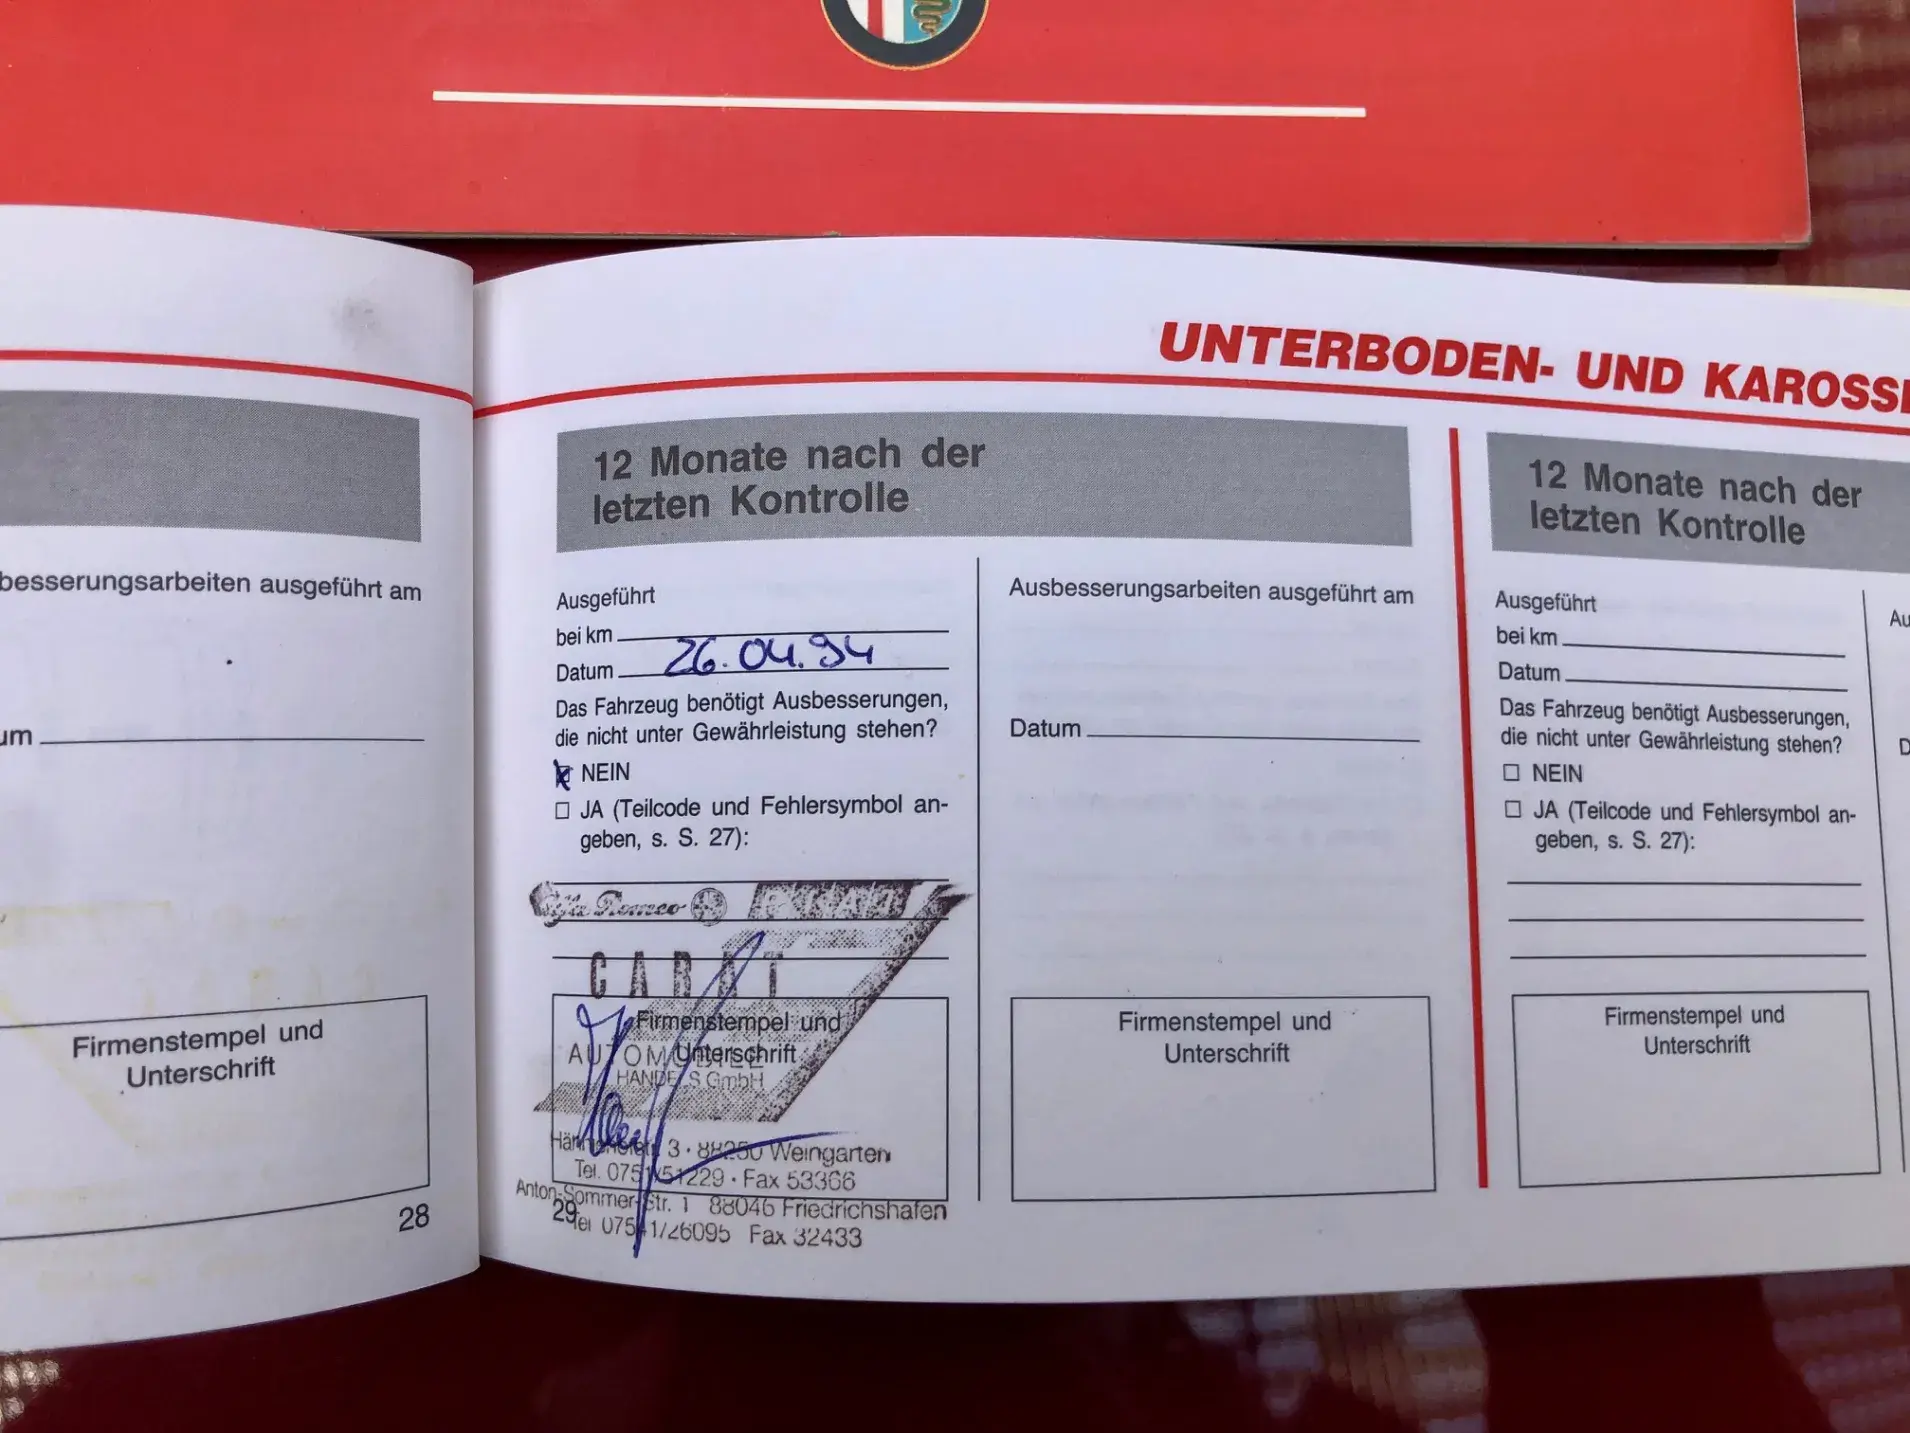 UNTERBODEN- UND KAROSS
besserungsarbeiten ausgeführt am
um
Firmenstempel und
Unterschrift
28
12 Monate nach der
letzten Kontrolle
Ausgeführt
bei km
Datum 26.04.94
Das Fahrzeug benötigt Ausbesserungen,
die nicht unter Gewährleistung stehen?
NEIN
JA (Teilcode und Fehlersymbol an-
geben, s. S. 27):
Alfa Romeo
CARAT
Firmenstempel und
Unterschrift
AUTOMOBILE
HANDELS GmbH
3 · 88250 Weingarten
Tel. 0751/51229 · Fax 53366
Anton-Sommer-Str. 1 88046 Friedrichshafen
Tel 07541/26095 Fax 32433
29
Ausbesserungsarbeiten ausgeführt am
Datum
Firmenstempel und
Unterschrift
12 Monate nach der
letzten Kontrolle
Ausgeführt
bei km
Datum
Das Fahrzeug benötigt Ausbesserungen,
die nicht unter Gewährleistung stehen?
NEIN
JA (Teilcode und Fehlersymbol an-
geben, s. S. 27):
Firmenstempel und
Unterschrift
Au
D